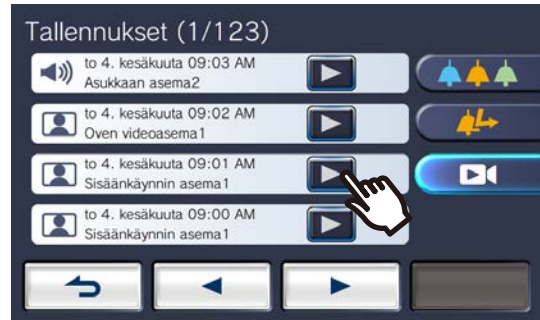 Tallennukset (1/123)
to 4. kesäkuuta 09:03 AM
Asukkaan asema2
to 4. kesäkuuta 09:02 AM
Oven videoasema1
to 4. kesäkuuta 09:01 AM
Sisäänkäynnin asema1
to 4. kesäkuuta 09:00 AM
Sisäänkäynnin asema1